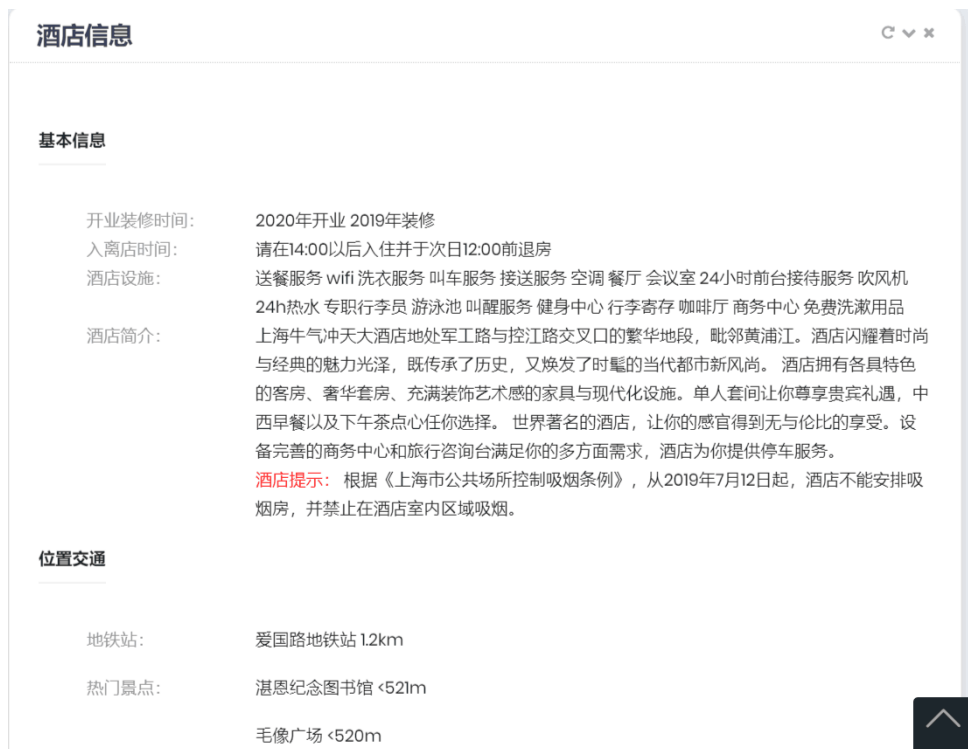 酒店信息
基本信息
开业装修时间: 2020年开业 2019年装修
入离店时间: 请在14:00以后入住并于次日12:00前退房
酒店设施: 送餐服务 wifi 洗衣服务 叫车服务 接送服务 空调 餐厅 会议室 24小时前台接待服务 吹风机
24h热水 专职行李员 游泳池 叫醒服务 健身中心 行李寄存 咖啡厅 商务中心 免费洗漱用品
酒店简介: 上海牛气冲天大酒店地处军工路与控江路交叉口的繁华地段，毗邻黄浦江。酒店闪耀着时尚
与经典的魅力光泽，既传承了历史，又焕发了时髦的当代都市新风尚。 酒店拥有各具特色
的客房、奢华套房、充满装饰艺术感的家具与现代化设施。单人套间让你尊享贵宾礼遇，中
西早餐以及下午茶点心任你选择。 世界著名的酒店，让你的感官得到无与伦比的享受。设
备完善的商务中心和旅行咨询台满足你的多方面需求，酒店为你提供停车服务。
酒店提示： 根据《上海市公共场所控制吸烟条例》，从2019年7月12日起，酒店不能安排吸
烟房，并禁止在酒店室内区域吸烟。
位置交通
地铁站: 爱国路地铁站 1.2km
热门景点: 湛恩纪念图书馆 <521m
毛像广场 <520m